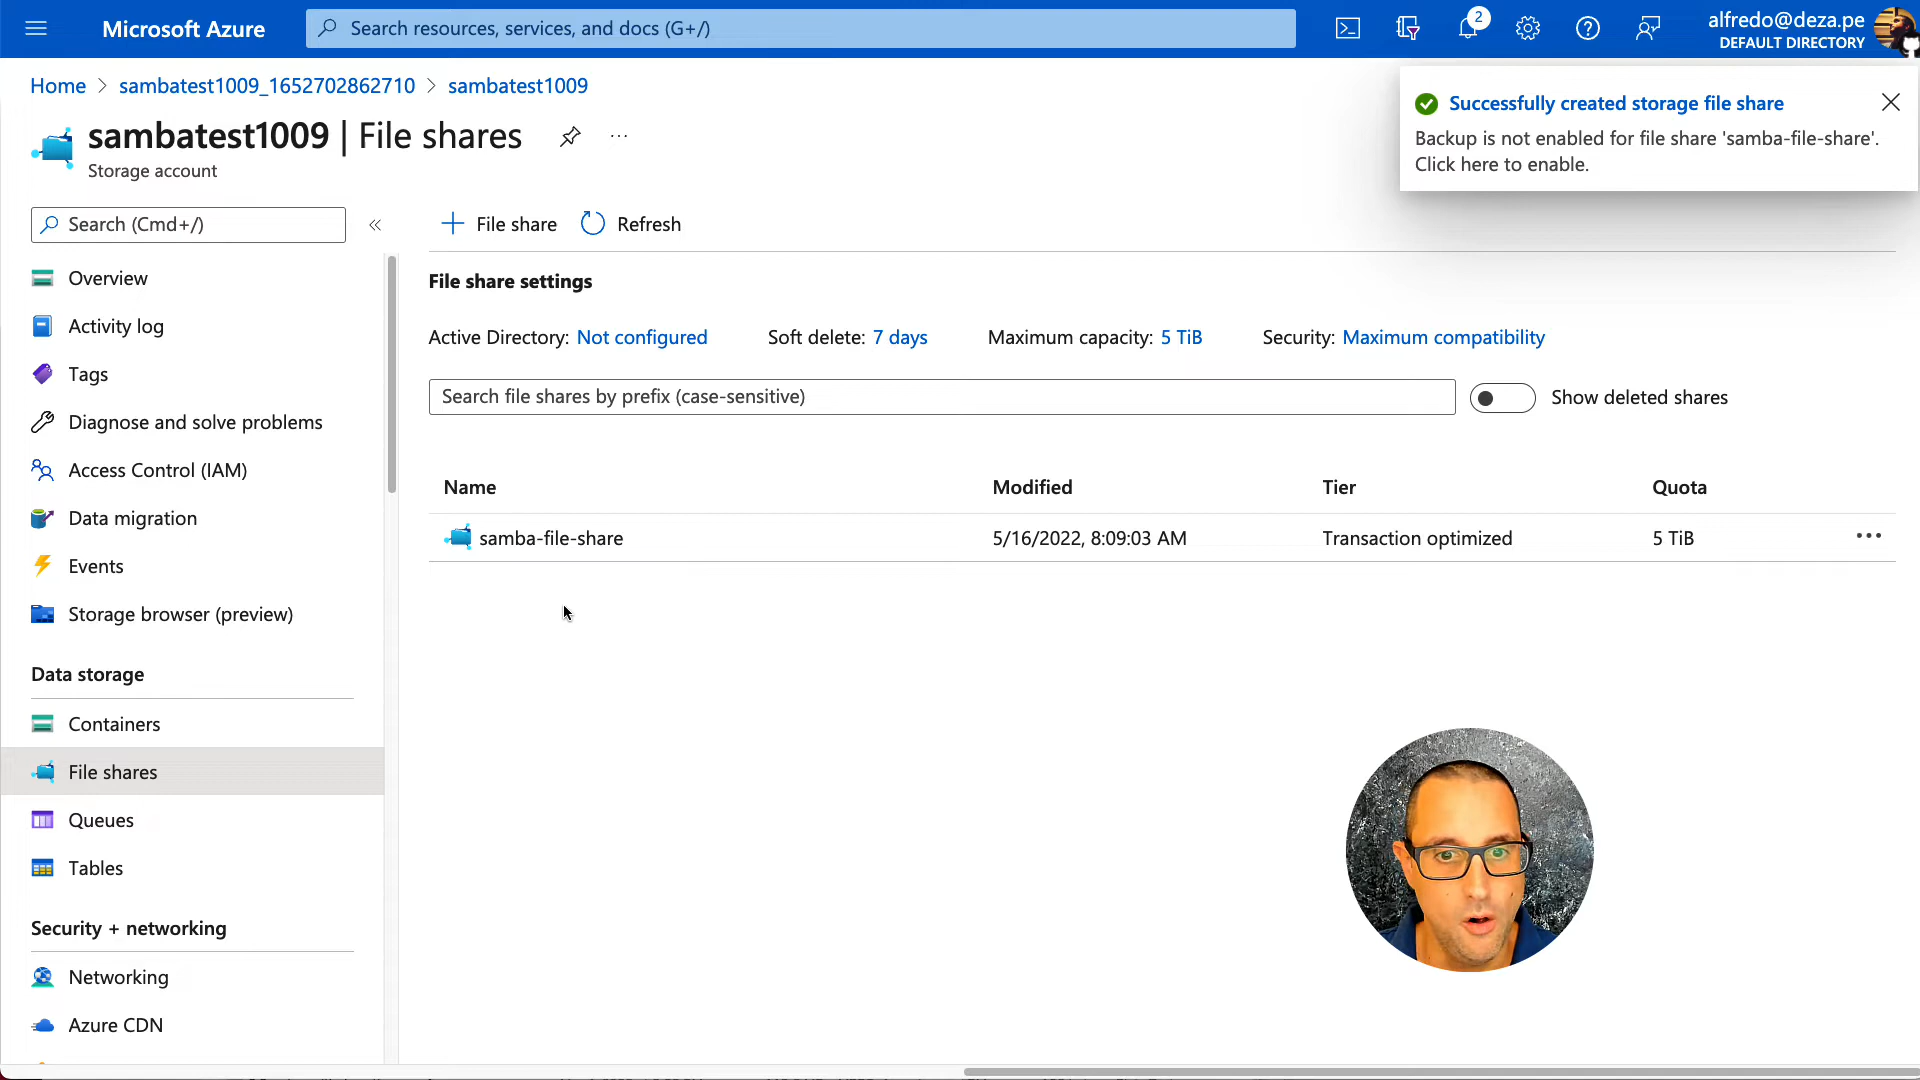 Microsoft Azure
Search resources, services, and docs (G+/)
2
alfredo@deza.pe
DEFAULT DIRECTORY
Home > sambatest1009_1652702862710 > sambatest1009
Successfully created storage file share
Backup is not enabled for file share 'samba-file-share'.
Click here to enable.
sambatest1009 | File shares
Storage account
Search (Cmd+/)
File share
Refresh
Overview
Activity log
Tags
Diagnose and solve problems
Access Control (IAM)
Data migration
Events
Storage browser (preview)
Data storage
Containers
File shares
Queues
Tables
Security + networking
Networking
Azure CDN
File share settings
Active Directory: Not configured
Soft delete: 7 days
Maximum capacity: 5 TiB
Security: Maximum compatibility
Search file shares by prefix (case-sensitive)
Show deleted shares
Name Modified Tier Quota
samba-file-share 5/16/2022, 8:09:03 AM Transaction optimized 5 TiB